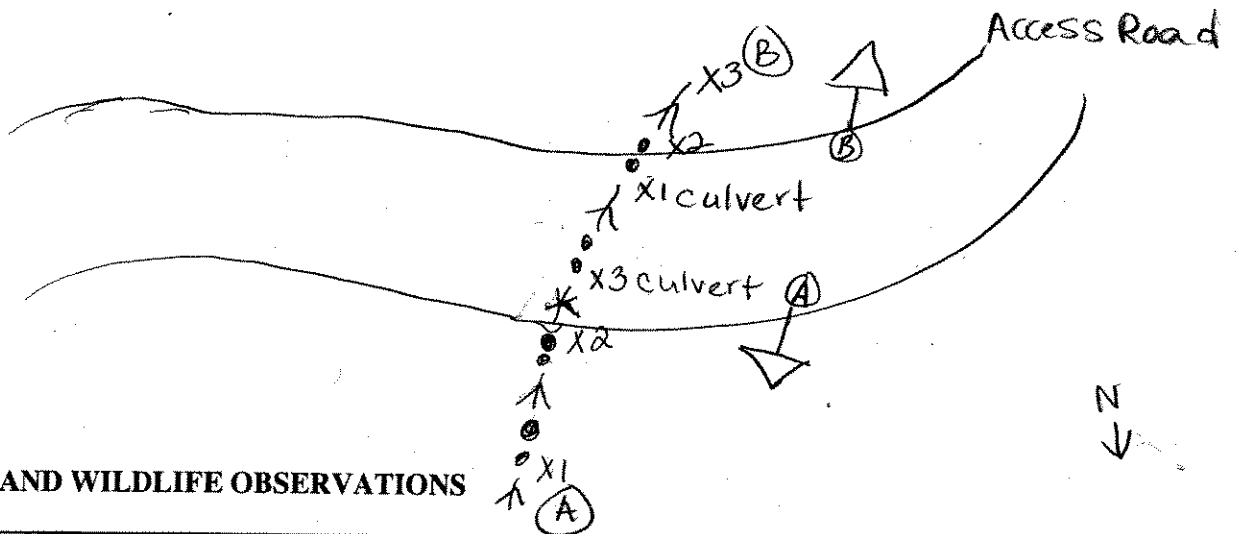 Access Road
X3 B
X2
B
X1 culvert
X3 culvert
A
X2
N
X1
AND WILDLIFE OBSERVATIONS
A